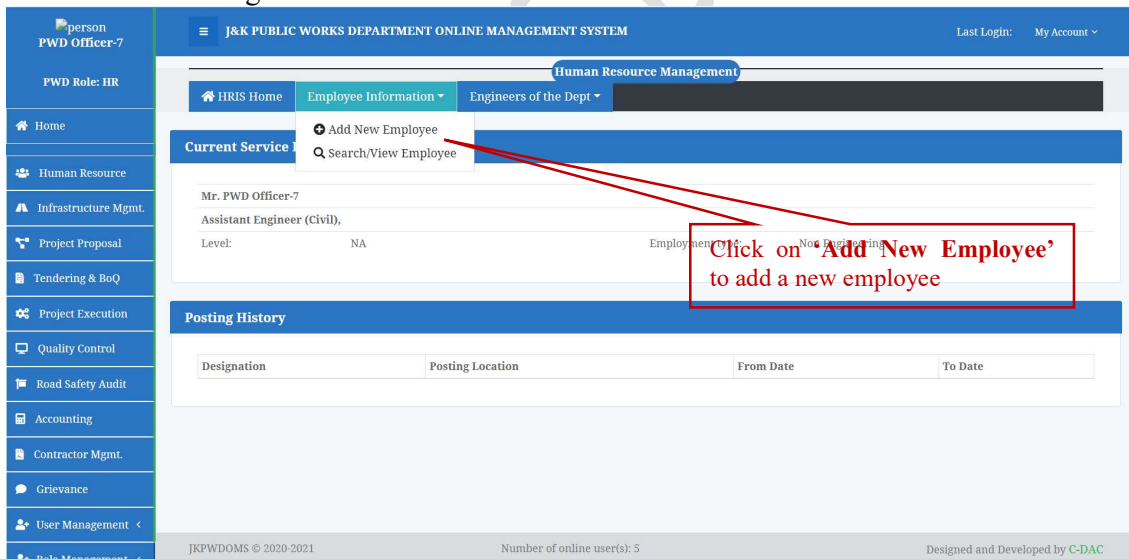 person
PWD Officer-7
PWD Role: HR
Home
Human Resource
Infrastructure Mgmt.
Project Proposal
Tendering & BoQ
Project Execution
Quality Control
Road Safety Audit
Accounting
Contractor Mgmt.
Grievance
User Management
J&K PUBLIC WORKS DEPARTMENT ONLINE MANAGEMENT SYSTEM
Last Login: My Account
Human Resource Management
HRIS Home Employee Information Engineers of the Dept
Add New Employee
Search/View Employee
Current Service
Mr. PWD Officer-7
Assistant Engineer (Civil),
Level: NA Employment type: Non Engineering
Click on ‘Add New Employee’
to add a new employee
Posting History
Designation Posting Location From Date To Date
JKPWDOMS © 2020-2021 Number of online user(s): 5 Designed and Developed by C-DAC